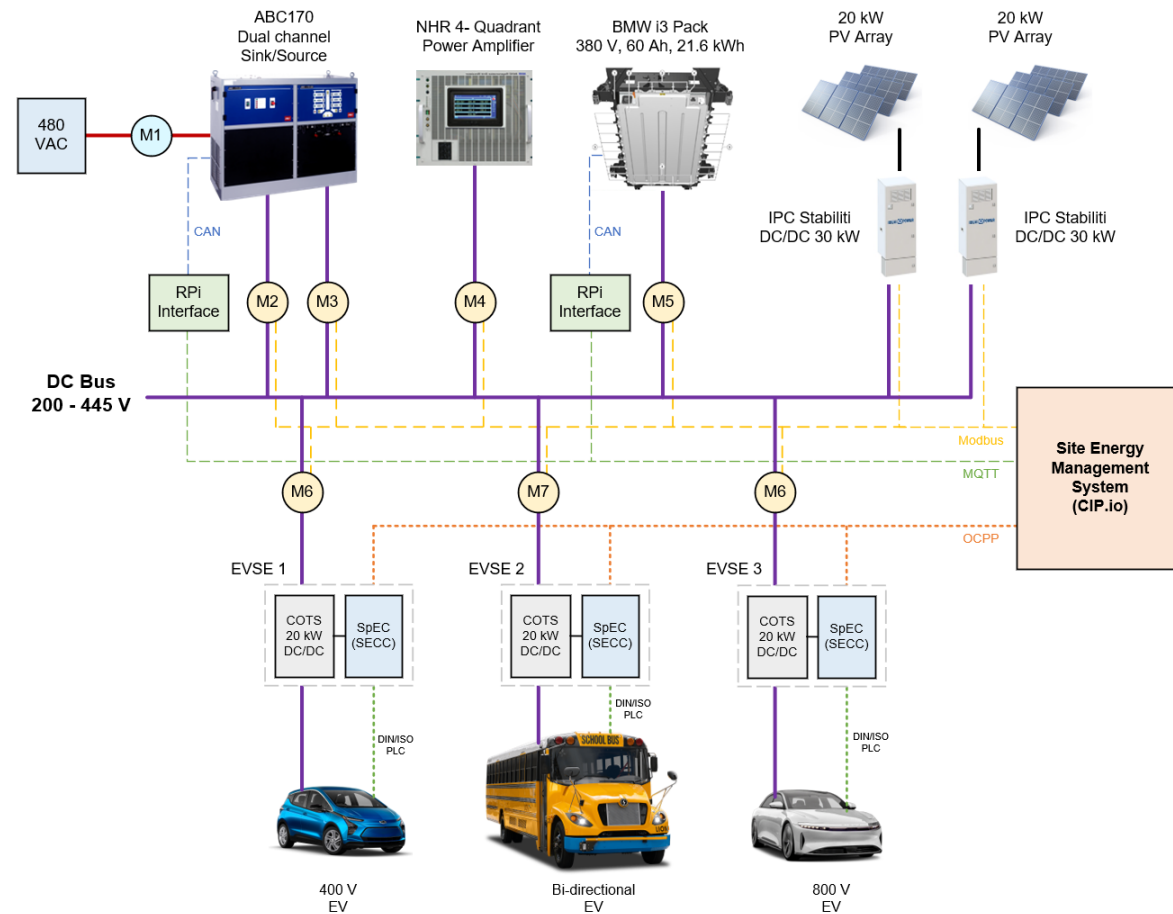 ABC170
Dual channel
Sink/Source
NHR 4- Quadrant
Power Amplifier
BMW i3 Pack
380 V, 60 Ah, 21.6 kWh
20 kW
PV Array
20 kW
PV Array
480
VAC
M1
IPC Stabiliti
DC/DC 30 kW
IPC Stabiliti
DC/DC 30 kW
CAN
CAN
RPi
Interface
M2
M3
M4
RPi
Interface
M5
DC Bus
200 - 445 V
Modbus
MQTT
Site Energy
Management
System
(CIP.io)
M6
M7
M6
OCPP
EVSE 1
EVSE 2
EVSE 3
COTS
20 kW
DC/DC
SpEC
(SECC)
COTS
20 kW
DC/DC
SpEC
(SECC)
COTS
20 kW
DC/DC
SpEC
(SECC)
DIN/ISO
PLC
DIN/ISO
PLC
DIN/ISO
PLC
SCHOOL BUS
400 V
EV
Bi-directional
EV
800 V
EV